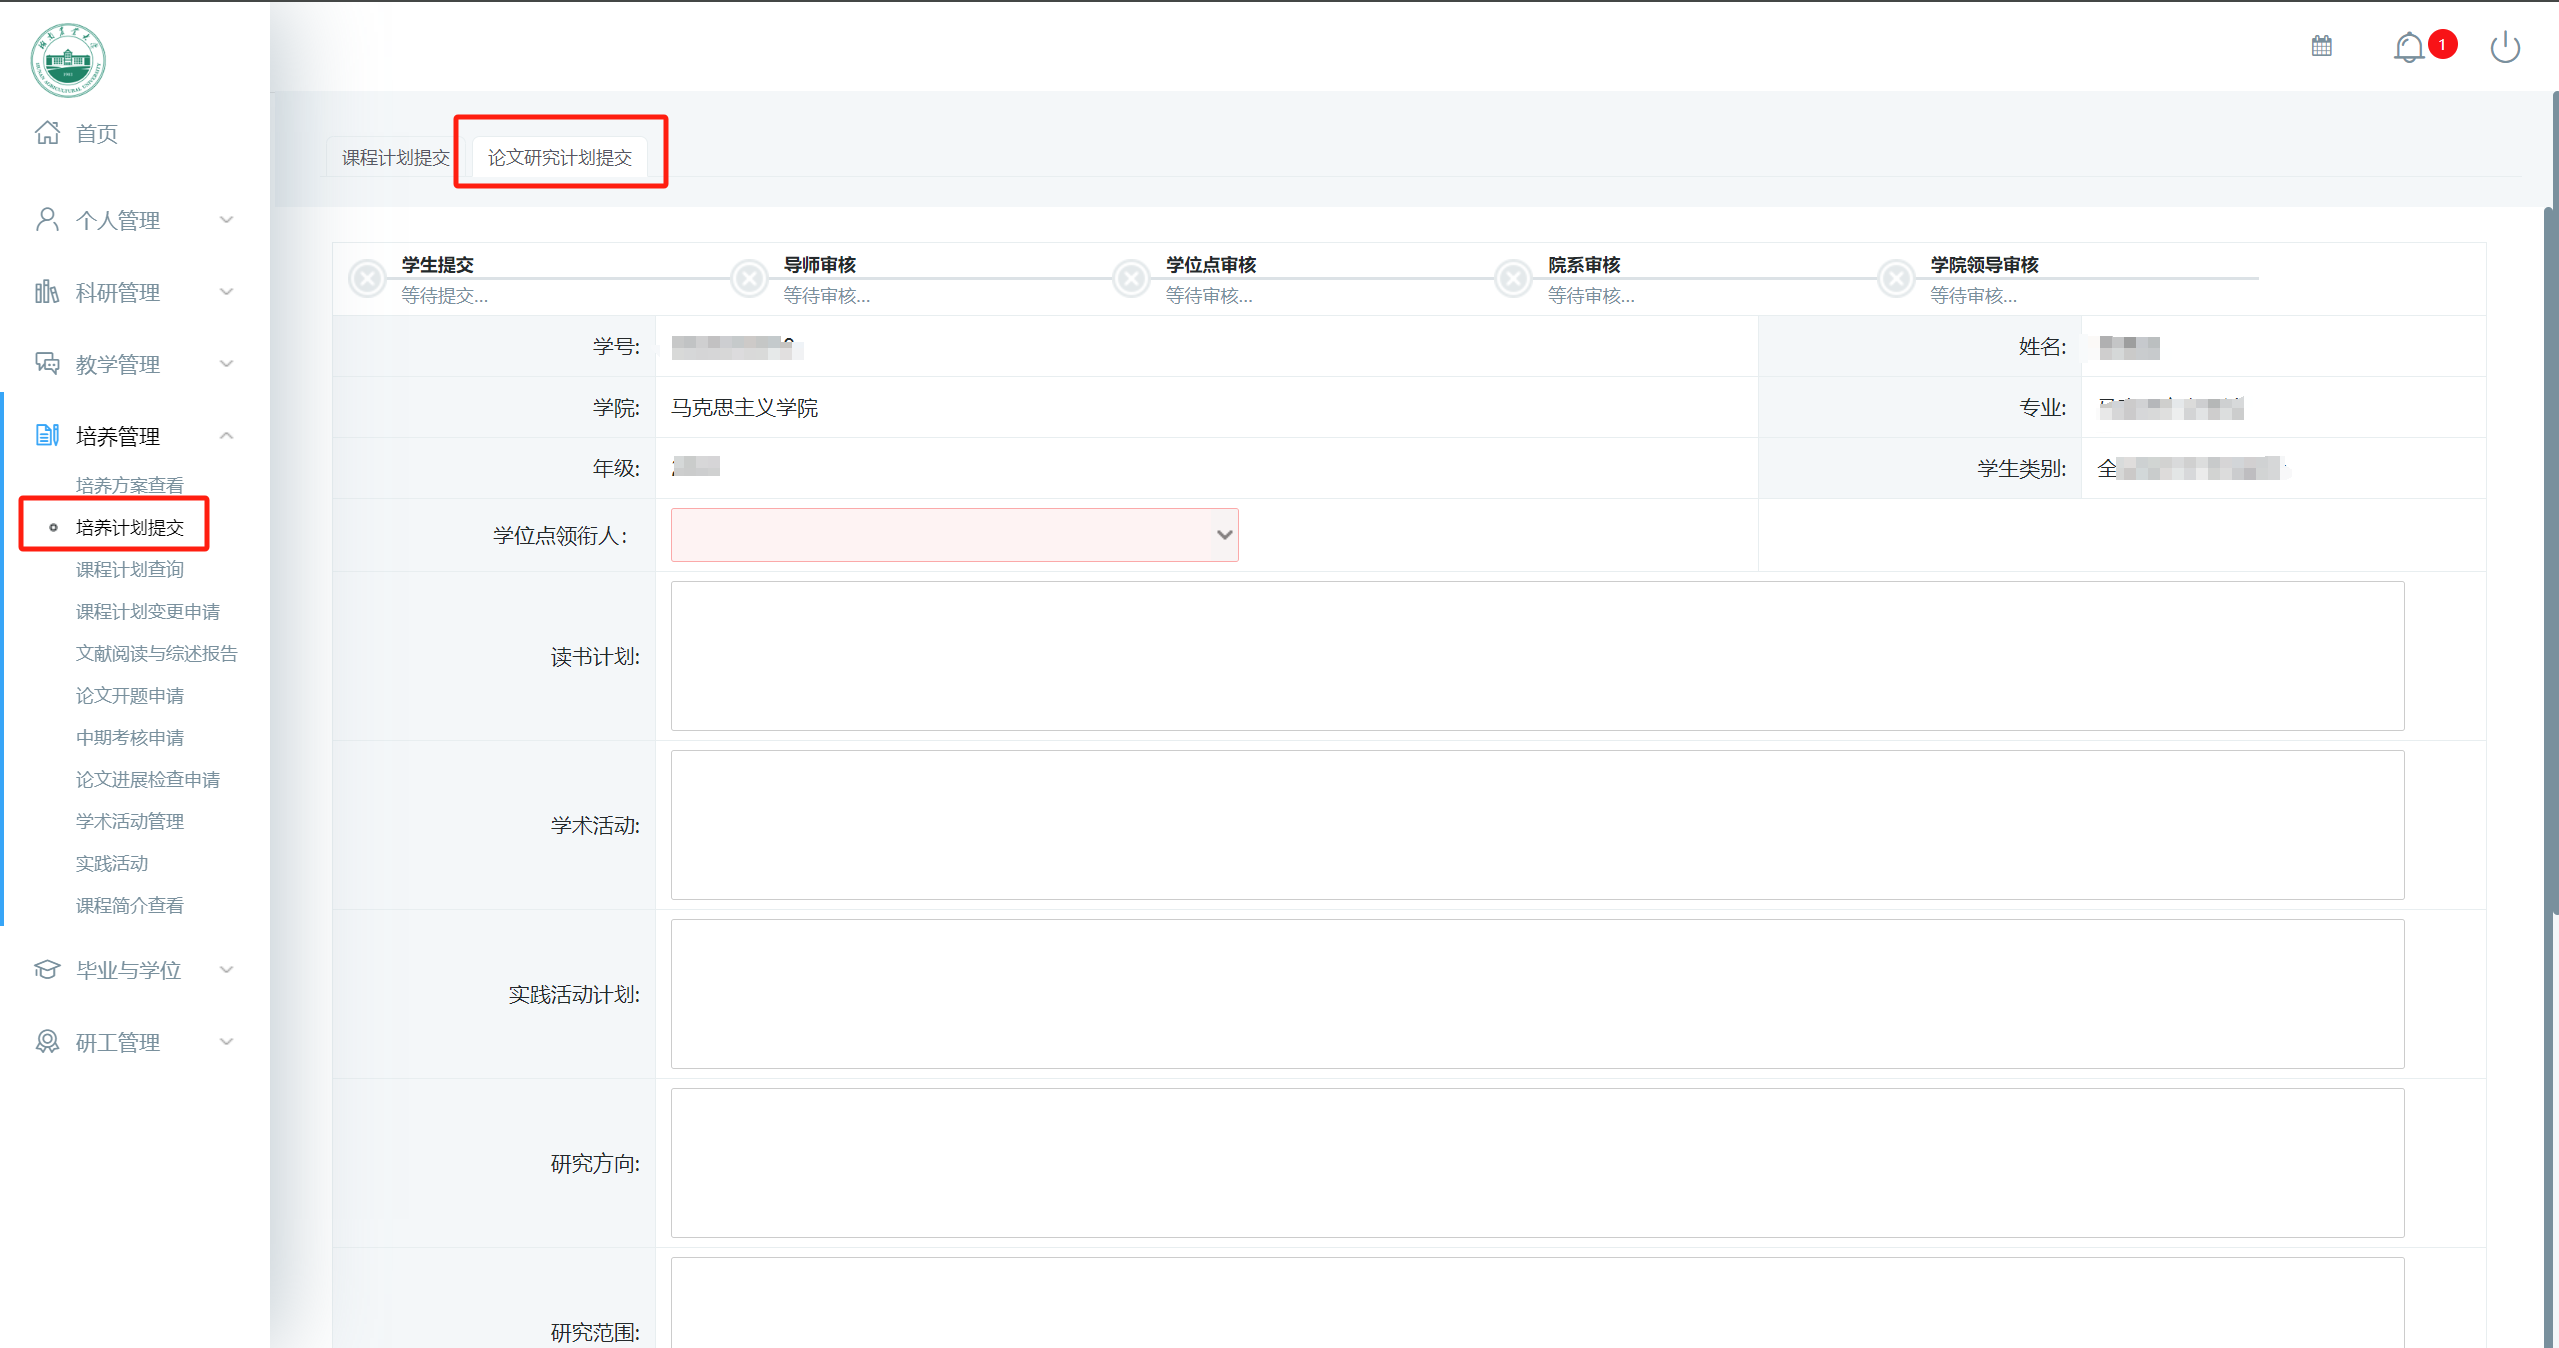 湖南农业大学
HUNAN AGRICULTURAL UNIVERSITY
1
首页
课程计划提交
论文研究计划提交
个人管理
科研管理
教学管理
培养管理
培养方案查看
培养计划提交
课程计划查询
课程计划变更申请
文献阅读与综述报告
论文开题申请
中期考核申请
论文进展检查申请
学术活动管理
实践活动
课程简介查看
毕业与学位
研工管理
学生提交
等待提交...
导师审核
等待审核...
学位点审核
等待审核...
院系审核
等待审核...
学院领导审核
等待审核...
学号:
姓名:
学院: 马克思主义学院
专业:
年级:
学生类别: 全
学位点领衔人:
读书计划:
学术活动:
实践活动计划:
研究方向:
研究范围: